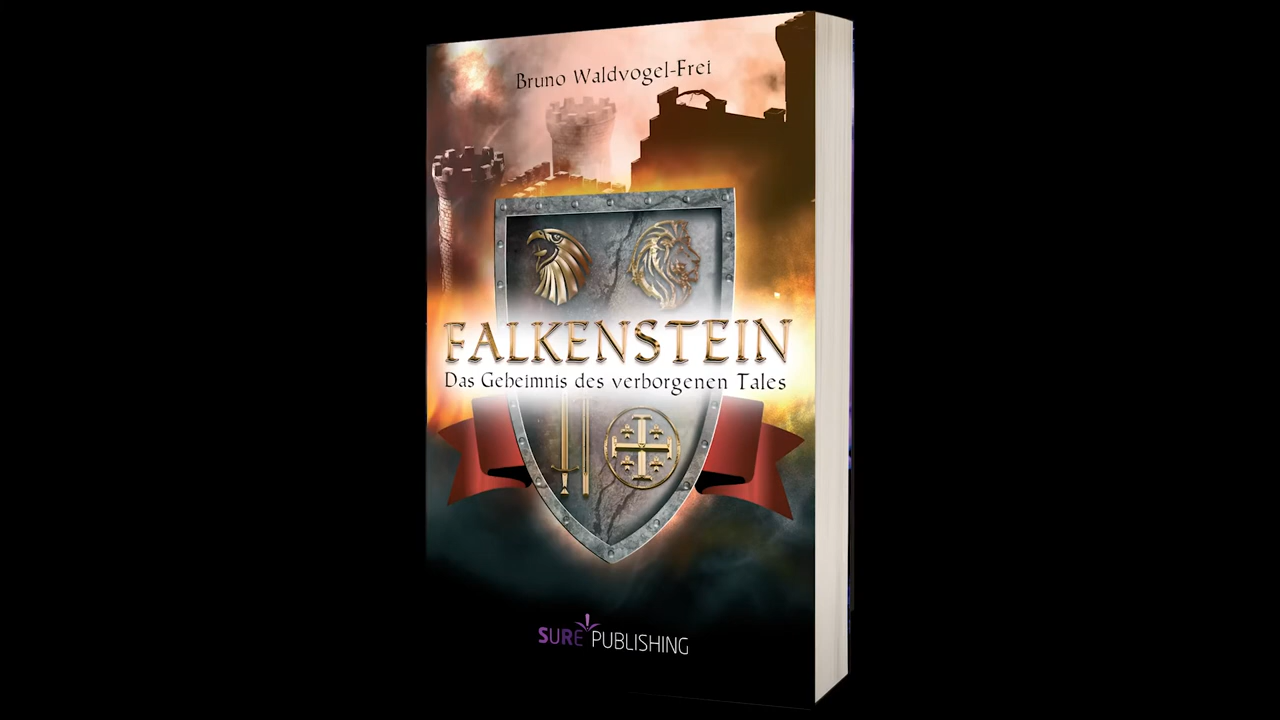 Bruno Waldvogel-Frei
FALKENSTEIN
Das Geheimnis des verborgenen Tales
SURE PUBLISHING